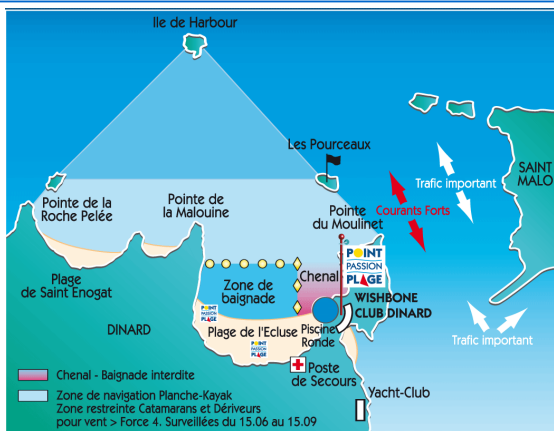 Ile de Harbour
Les Pourceaux
SAINT
MALO
Trafic important
Pointe de la
Roche Pelée
Pointe de
la Malouine
Pointe
du Moulinet
Courants Forts
POINT
PASSION
PLAGE
Chenal
Zone de
baignade
Plage
de Saint Enogat
WISHBONE
CLUB DINARD
POINT
PASSION
PLAGE
DINARD
Plage de l'Ecluse
Piscine
Ronde
Trafic important
POINT
PASSION
PLAGE
Poste
de Secours
Chenal - Baignade interdite
Yacht-Club
Zone de navigation Planche-Kayak
Zone restreinte Catamarans et Dériveurs
pour vent > Force 4. Surveillées du 15.06 au 15.09